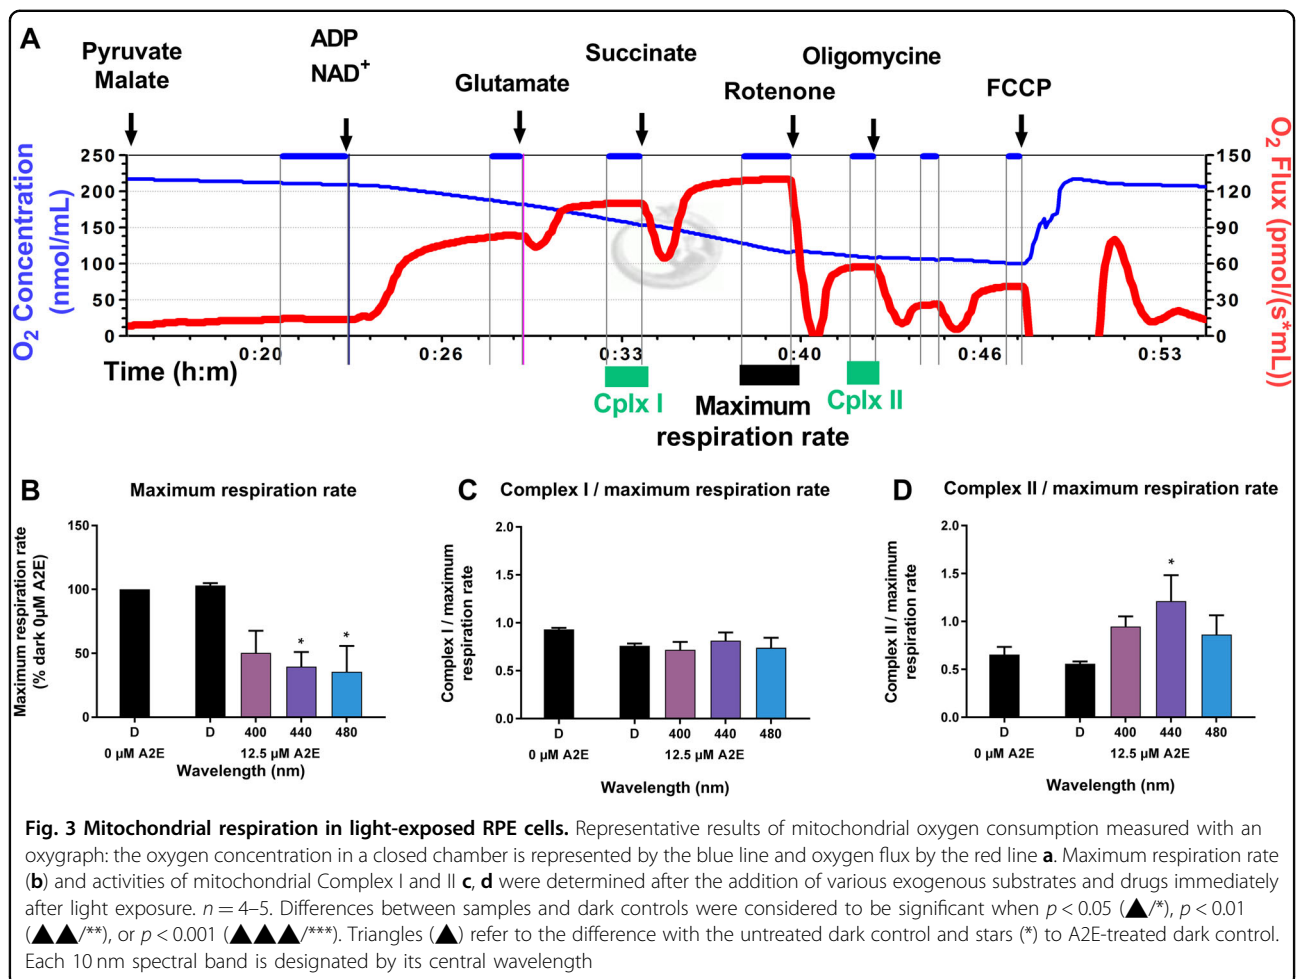 A
Pyruvate
Malate
ADP
NAD+
Glutamate
Succinate
Rotenone
Oligomycine
FCCP
O2 Concentration
(nmol/mL)
250
200
150
100
50
0
150
120
90
60
30
0
O2 Flux (pmol/(s*mL))
0:20 0:26 0:33 0:40 0:46 0:53
Time (h:m)
Cplx I
Maximum
respiration rate
Cplx II
B
Maximum respiration rate
Maximum respiration rate
(% dark 0µM A2E)
150
100
50
0
D D 400 440 480
0 µM A2E 12.5 µM A2E
Wavelength (nm)
* *
C
Complex I / maximum respiration rate
Complex I / maximum
respiration rate
2.0
1.5
1.0
0.5
0.0
D D 400 440 480
0 µM A2E 12.5 µM A2E
Wavelength (nm)
D
Complex II / maximum respiration rate
Complex II / maximum
respiration rate
2.0
1.5
1.0
0.5
0.0
*
D D 400 440 480
0 µM A2E 12.5 µM A2E
Wavelength (nm)
Fig. 3 Mitochondrial respiration in light-exposed RPE cells. Representative results of mitochondrial oxygen consumption measured with an
oxygraph: the oxygen concentration in a closed chamber is represented by the blue line and oxygen flux by the red line a. Maximum respiration rate
(b) and activities of mitochondrial Complex I and II c, d were determined after the addition of various exogenous substrates and drugs immediately
after light exposure. n = 4–5. Differences between samples and dark controls were considered to be significant when p < 0.05 (▲/*), p < 0.01
(▲▲/**), or p < 0.001 (▲▲▲/***). Triangles (▲) refer to the difference with the untreated dark control and stars (*) to A2E-treated dark control.
Each 10 nm spectral band is designated by its central wavelength